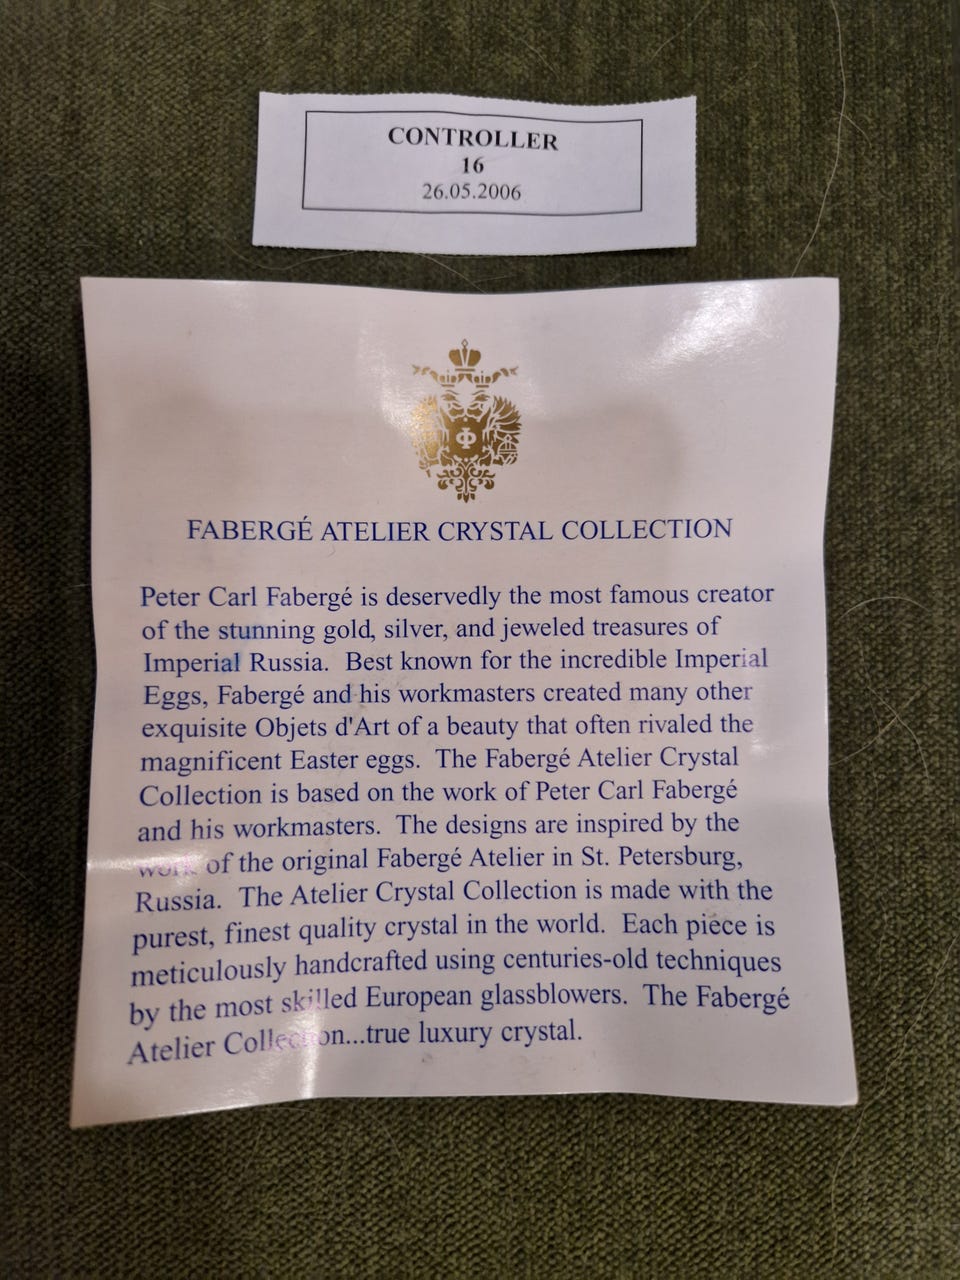 CONTROLLER
16
26.05.2006
Ф
FABERGÉ ATELIER CRYSTAL COLLECTION
Peter Carl Fabergé is deservedly the most famous creator
of the stunning gold, silver, and jeweled treasures of
Imperial Russia. Best known for the incredible Imperial
Eggs, Fabergé and his workmasters created many other
exquisite Objets d'Art of a beauty that often rivaled the
magnificent Easter eggs. The Fabergé Atelier Crystal
Collection is based on the work of Peter Carl Fabergé
and his workmasters. The designs are inspired by the
work of the original Fabergé Atelier in St. Petersburg,
Russia. The Atelier Crystal Collection is made with the
purest, finest quality crystal in the world. Each piece is
meticulously handcrafted using centuries-old techniques
by the most skilled European glassblowers. The Fabergé
Atelier Collection...true luxury crystal.